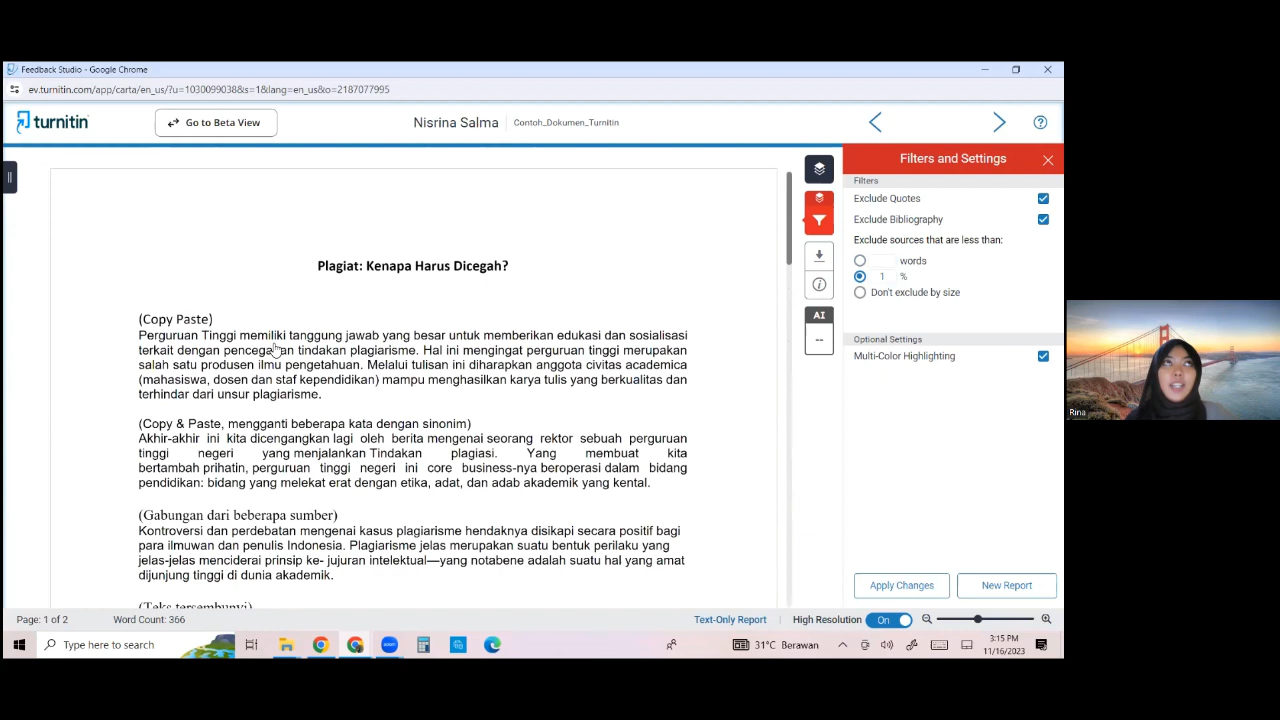 Feedback Studio - Google Chrome
ev.turnitin.com/app/carta/en_us/?u=1030099038&s=1&lang=en_us&o=2187077995
turnitin
Go to Beta View
Nisrina Salma
Contoh_Dokumen_Turnitin
Plagiat: Kenapa Harus Dicegah?
(Copy Paste)
Perguruan Tinggi memiliki tanggung jawab yang besar untuk memberikan edukasi dan sosialisasi
terkait dengan pencegahan tindakan plagiarisme. Hal ini mengingat perguruan tinggi merupakan
salah satu produsen ilmu pengetahuan. Melalui tulisan ini diharapkan anggota civitas academica
(mahasiswa, dosen dan staf kependidikan) mampu menghasilkan karya tulis yang berkualitas dan
terhindar dari unsur plagiarisme.
(Copy & Paste, mengganti beberapa kata dengan sinonim)
Akhir-akhir ini kita dicengangkan lagi oleh berita mengenai seorang rektor sebuah perguruan
tinggi negeri yang menjalankan Tindakan plagiasi. Yang membuat kita
bertambah prihatin, perguruan tinggi negeri ini core business-nya beroperasi dalam bidang
pendidikan: bidang yang melekat erat dengan etika, adat, dan adab akademik yang kental.
(Gabungan dari beberapa sumber)
Kontroversi dan perdebatan mengenai kasus plagiarisme hendaknya disikapi secara positif bagi
para ilmuwan dan penulis Indonesia. Plagiarisme jelas merupakan suatu bentuk perilaku yang
jelas-jelas menciderai prinsip ke- jujuran intelektual—yang notabene adalah suatu hal yang amat
dijunjung tinggi di dunia akademik.
(Teks tersembunyi)
AI
--
Filters and Settings
Filters
Exclude Quotes
Exclude Bibliography
Exclude sources that are less than:
words
1 %
Don't exclude by size
Optional Settings
Multi-Color Highlighting
Apply Changes
New Report
Rina
Page: 1 of 2
Word Count: 366
Text-Only Report
High Resolution
On
Type here to search
zoom
31°C Berawan
3:15 PM
11/16/2023